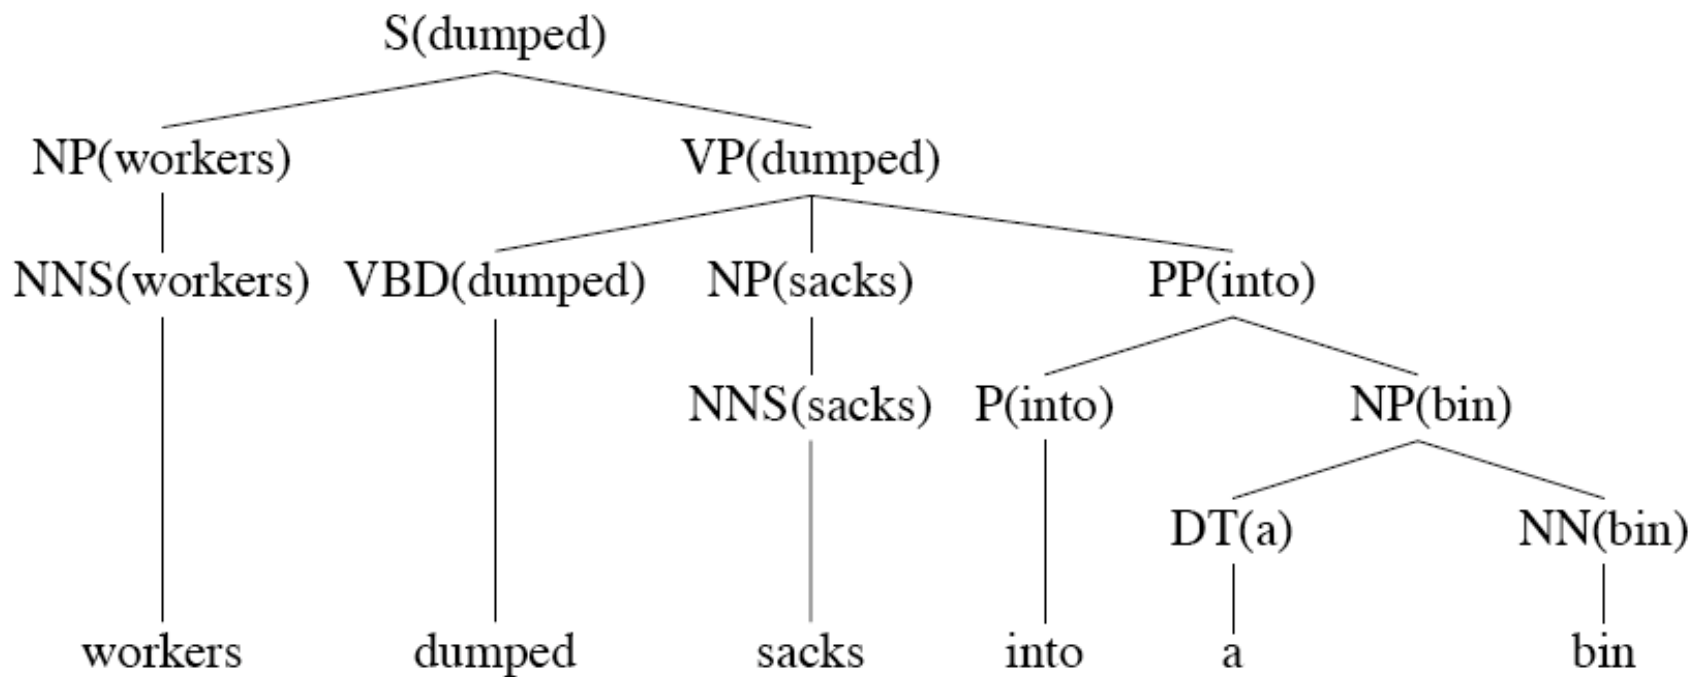 S(dumped)
NP(workers) VP(dumped)
NNS(workers) VBD(dumped) NP(sacks) PP(into)
NNS(sacks) P(into) NP(bin)
DT(a) NN(bin)
workers dumped sacks into a bin